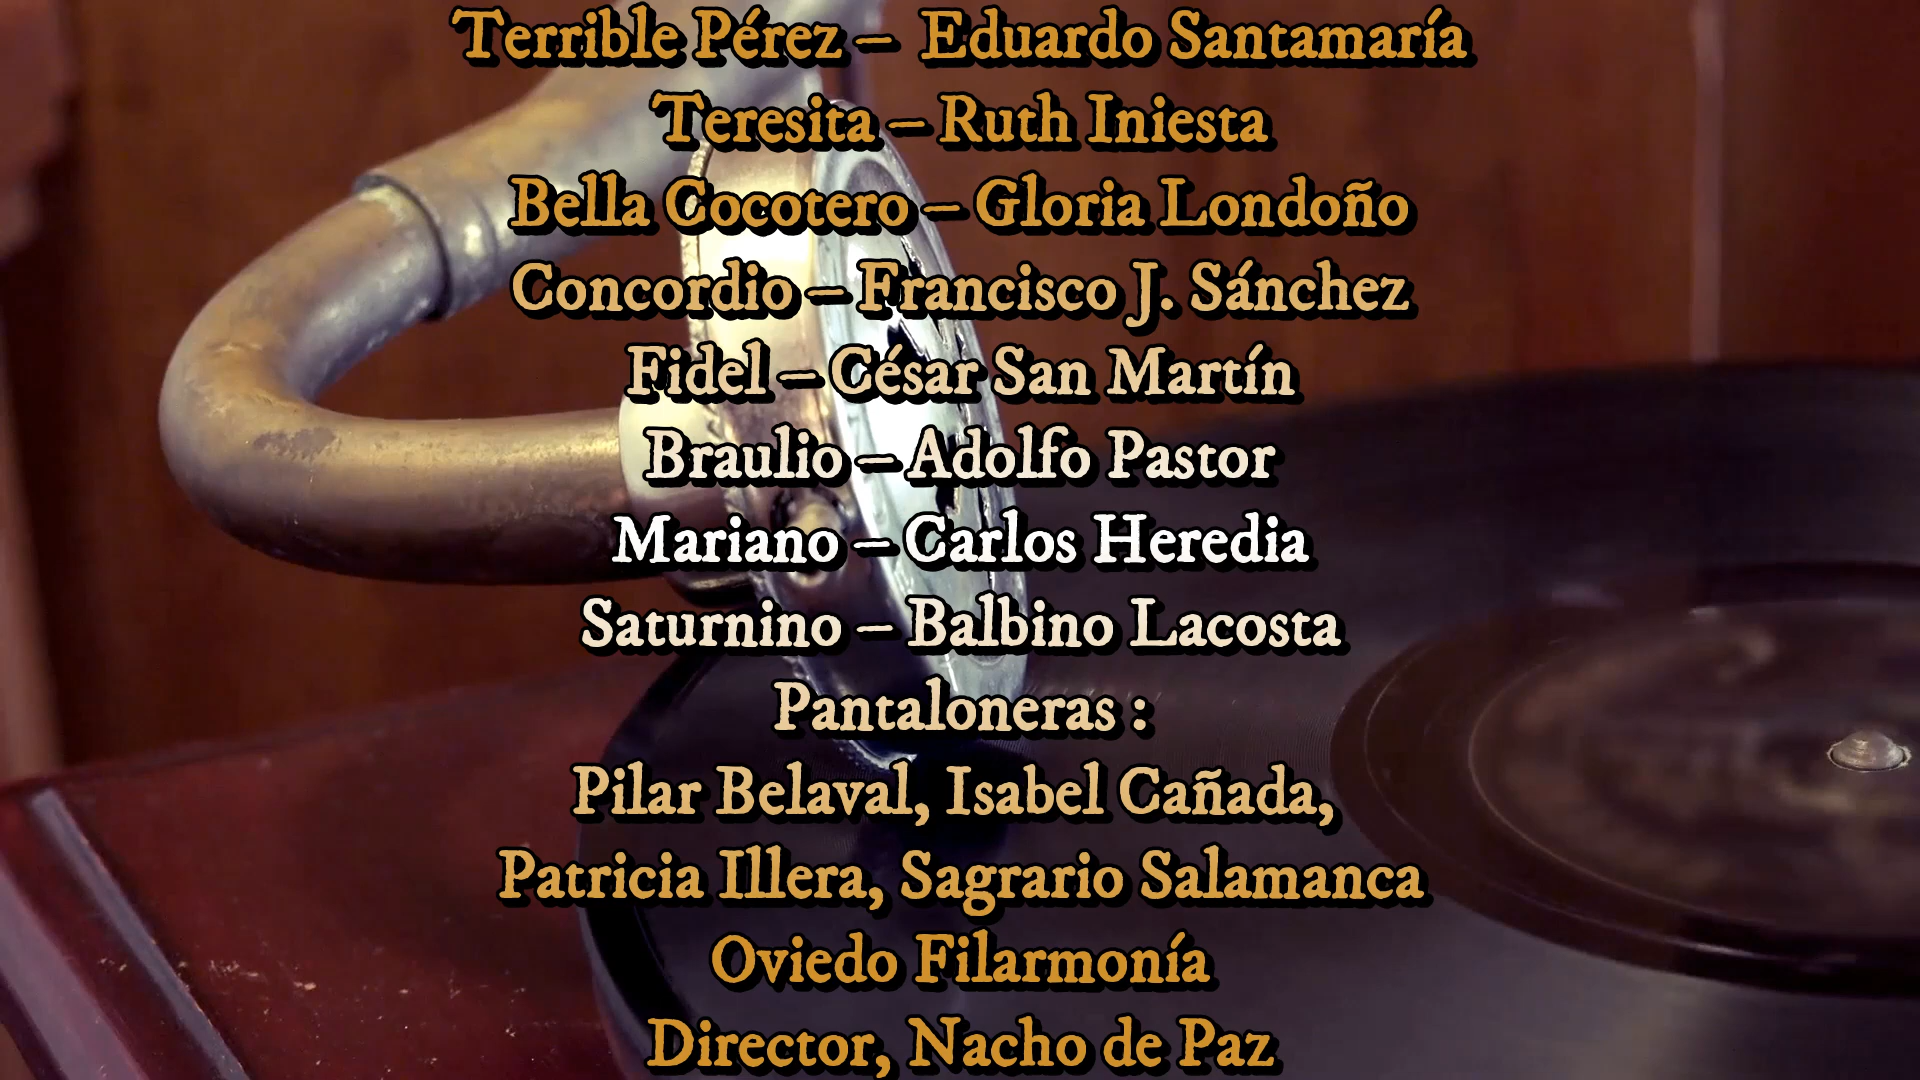 Terrible Pérez – Eduardo Santamaría
Teresita – Ruth Iniesta
Bella Cocotero – Gloria Londoño
Concordio – Francisco J. Sánchez
Fidel – César San Martín
Braulio – Adolfo Pastor
Mariano – Carlos Heredia
Saturnino – Balbino Lacosta
Pantaloneras :
Pilar Belaval, Isabel Cañada,
Patricia Illera, Sagrario Salamanca
Oviedo Filarmonía
Director, Nacho de Paz